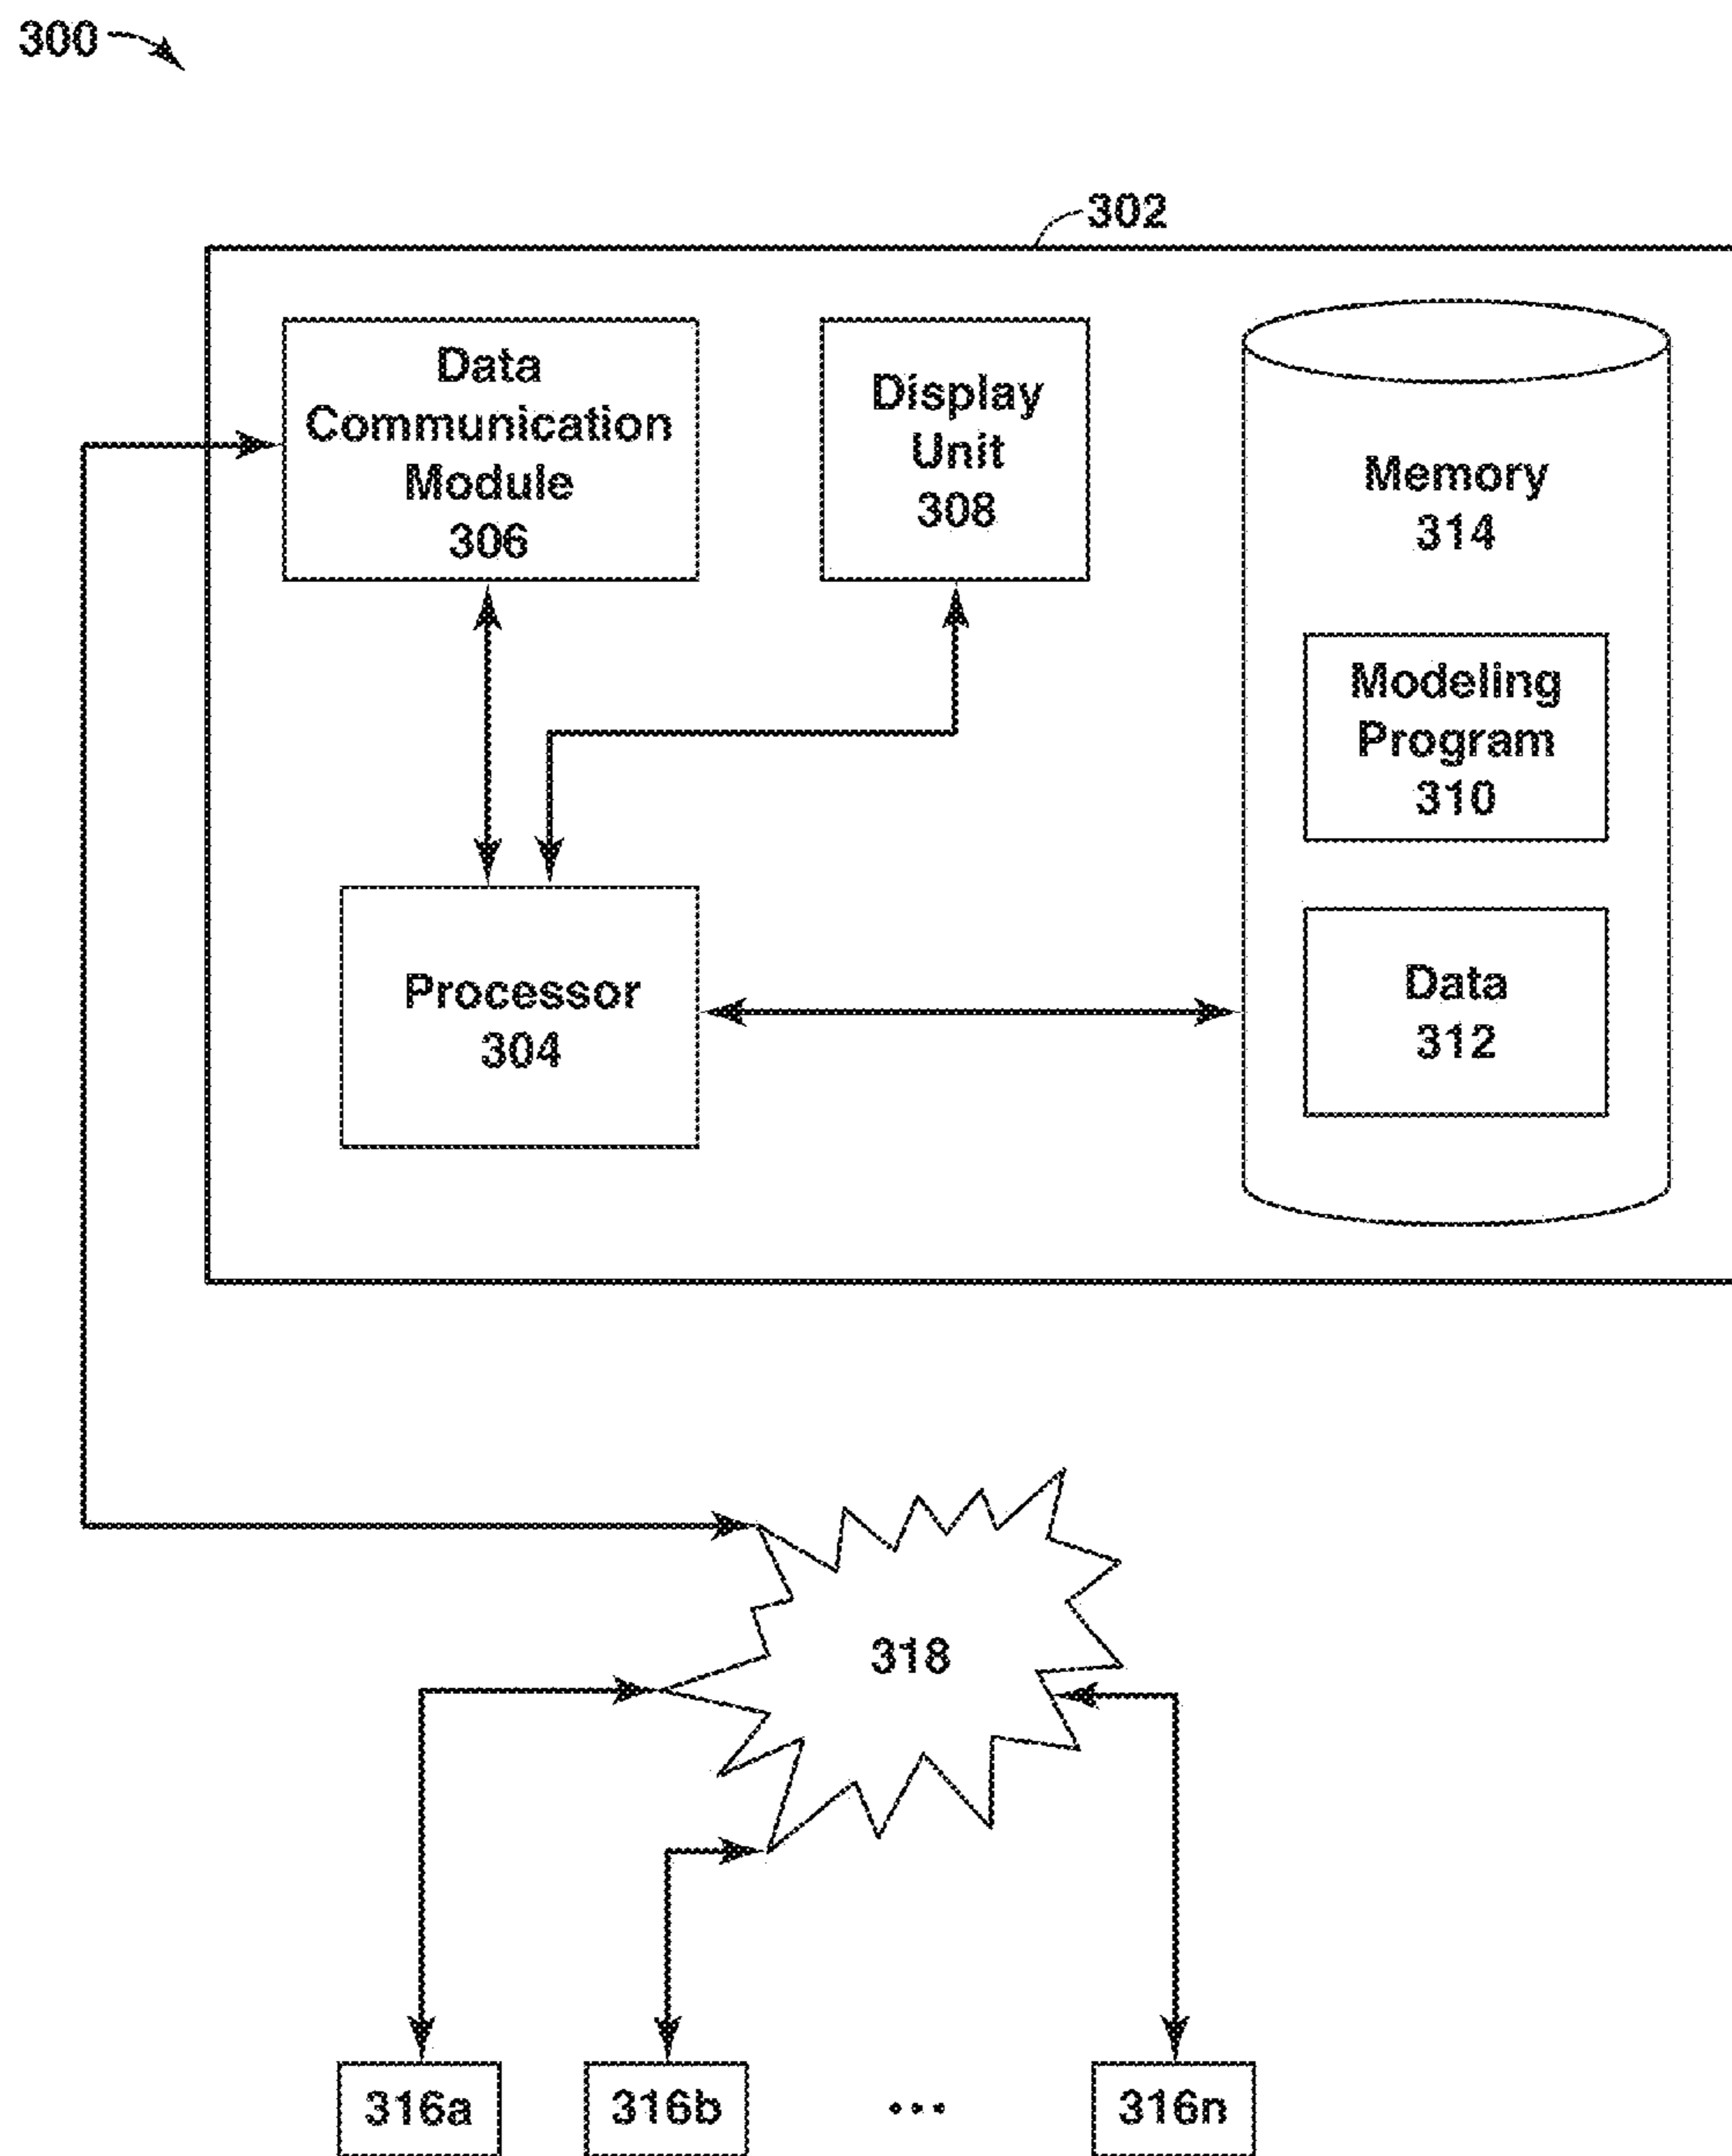 300
302
Data
Communication
Module
306
Display
Unit
308
Memory
314
Modeling
Program
310
Processor
304
Data
312
318
316a
316b
...
316n